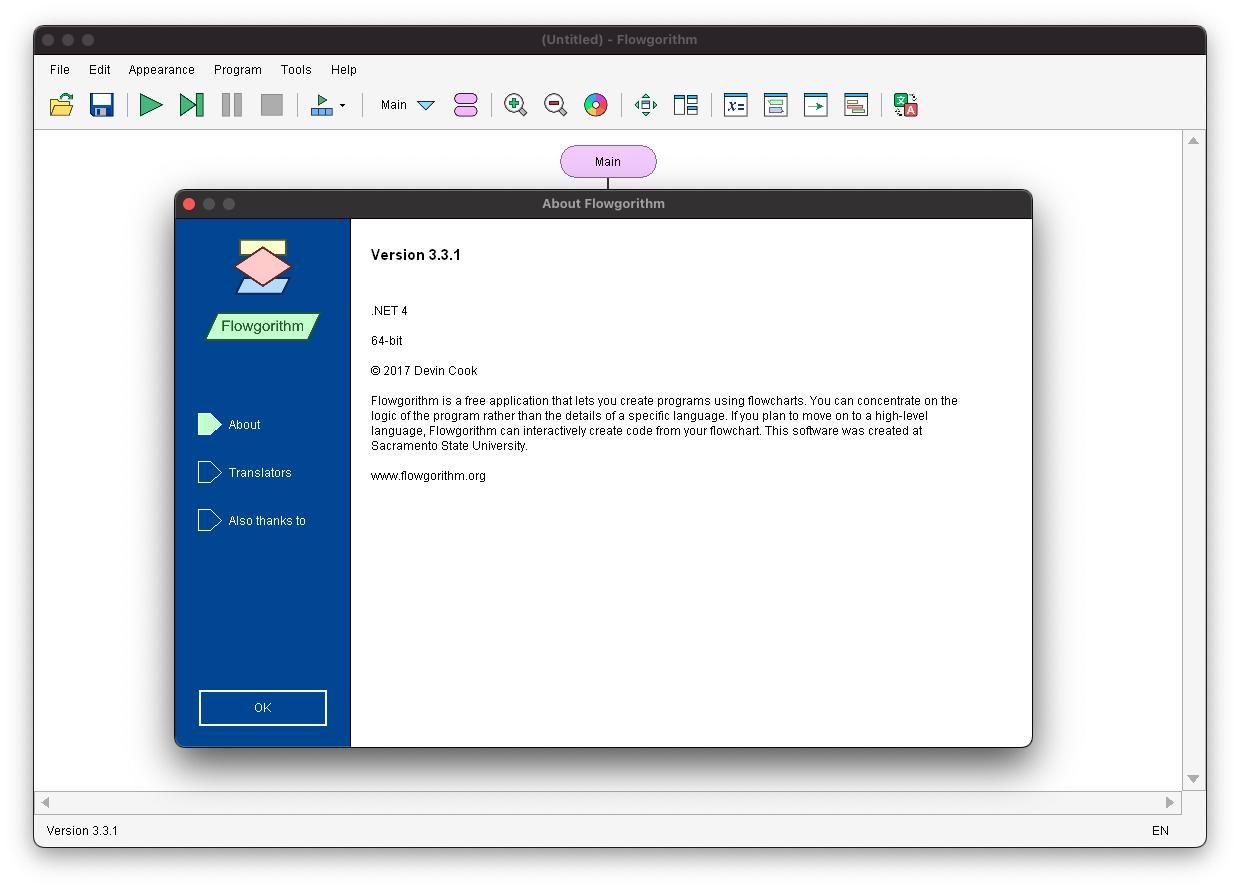 (Untitled) - Flowgorithm
File Edit Appearance Program Tools Help
Main
x=
A
Main
About Flowgorithm
Flowgorithm
About
Translators
Also thanks to
OK
Version 3.3.1
.NET 4
64-bit
© 2017 Devin Cook
Flowgorithm is a free application that lets you create programs using flowcharts. You can concentrate on the
logic of the program rather than the details of a specific language. If you plan to move on to a high-level
language, Flowgorithm can interactively create code from your flowchart. This software was created at
Sacramento State University.
www.flowgorithm.org
Version 3.3.1 EN